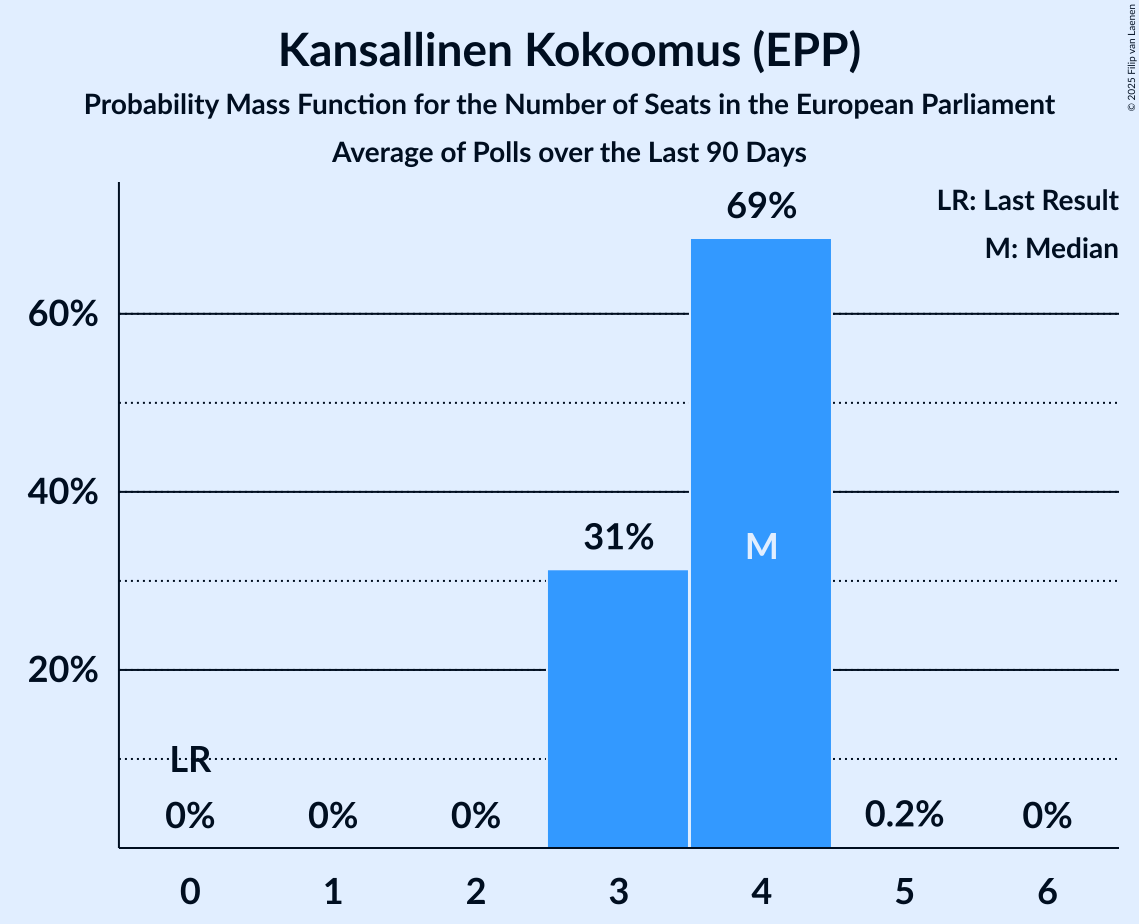 Kansallinen Kokoomus (EPP)
Probability Mass Function for the Number of Seats in the European Parliament
Average of Polls over the Last 90 Days
© 2025 Filip van Laenen
LR: Last Result
M: Median
69%
60%
40%
31%
M
20%
LR
0%
0%
0%
0.2%
0%
0
1
2
3
4
5
6